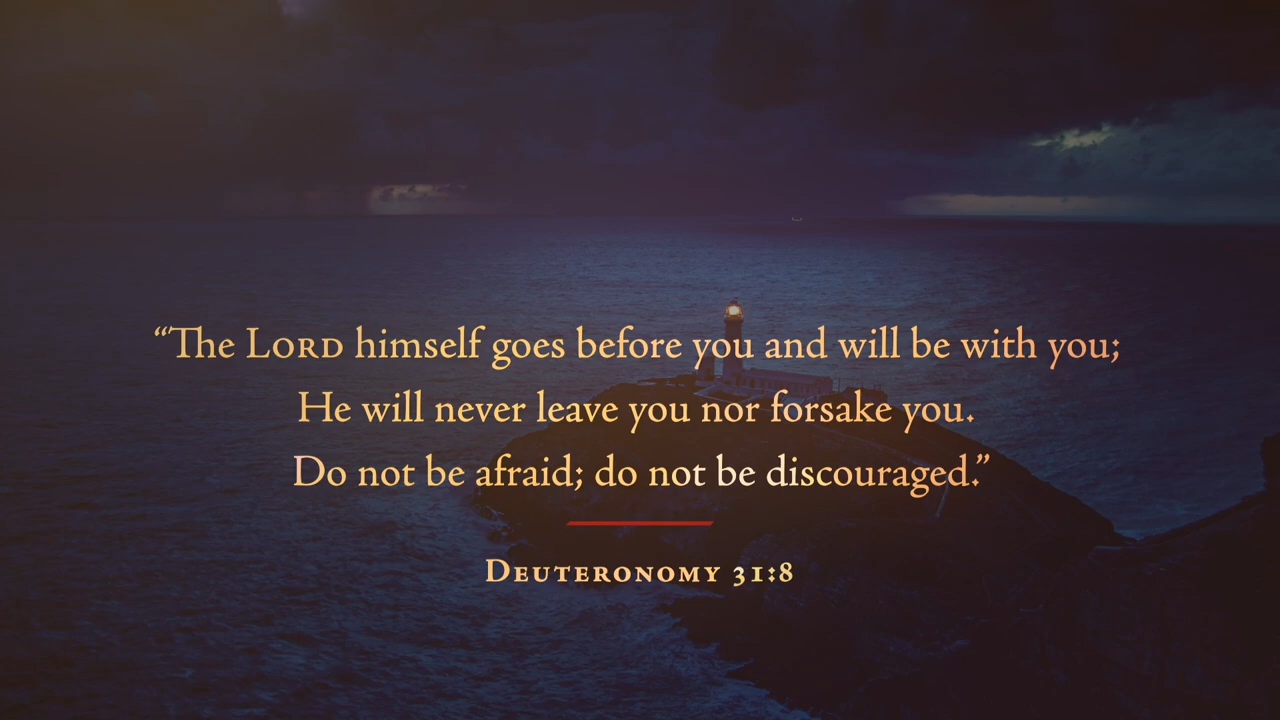 “The LORD himself goes before you and will be with you;
He will never leave you nor forsake you.
Do not be afraid; do not be discouraged.”
DEUTERONOMY 31:8